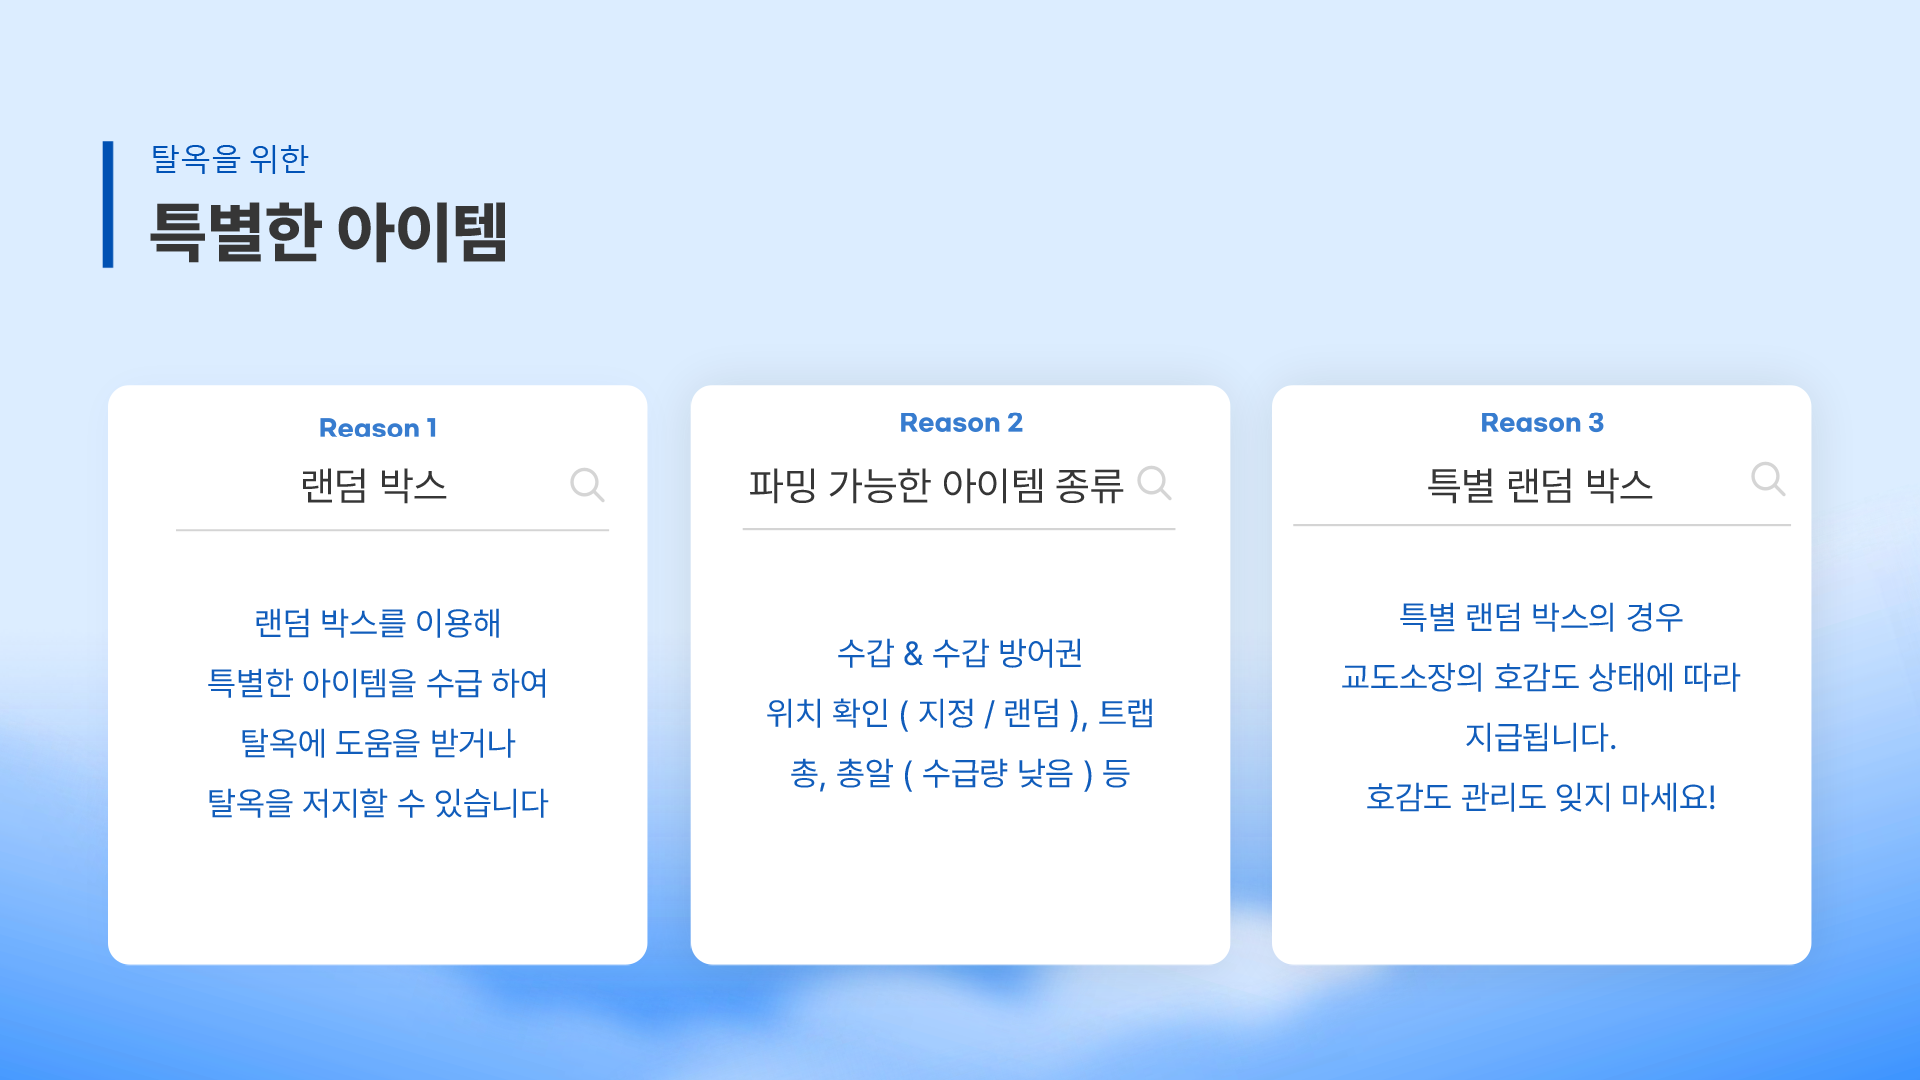 탈옥을 위한
특별한 아이템
Reason 1
랜덤 박스
랜덤 박스를 이용해
특별한 아이템을 수급 하여
탈옥에 도움을 받거나
탈옥을 저지할 수 있습니다
Reason 2
파밍 가능한 아이템 종류
수갑 & 수갑 방어권
위치 확인 ( 지정 / 랜덤 ), 트랩
총, 총알 ( 수급량 낮음 ) 등
Reason 3
특별 랜덤 박스
특별 랜덤 박스의 경우
교도소장의 호감도 상태에 따라
지급됩니다.
호감도 관리도 잊지 마세요!